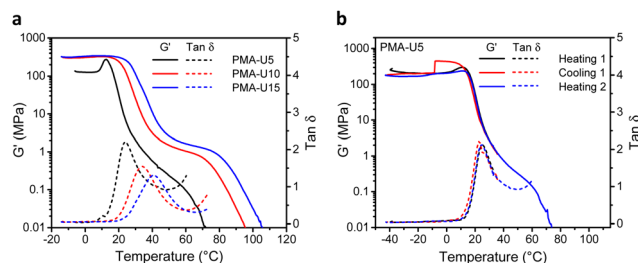 a
G' Tan δ
PMA-U5
PMA-U10
PMA-U15
G' (MPa)
100
10
1
0.1
0.01
5
4
3
2
1
0
Tan δ
-20 0 20 40 60 80 100 120
Temperature (°C)
b
PMA-U5 G' Tan δ
Heating 1
Cooling 1
Heating 2
G' (MPa)
1000
100
10
1
0.1
0.01
5
4
3
2
1
0
Tan δ
-40 -20 0 20 40 60 80 100
Temperature (°C)